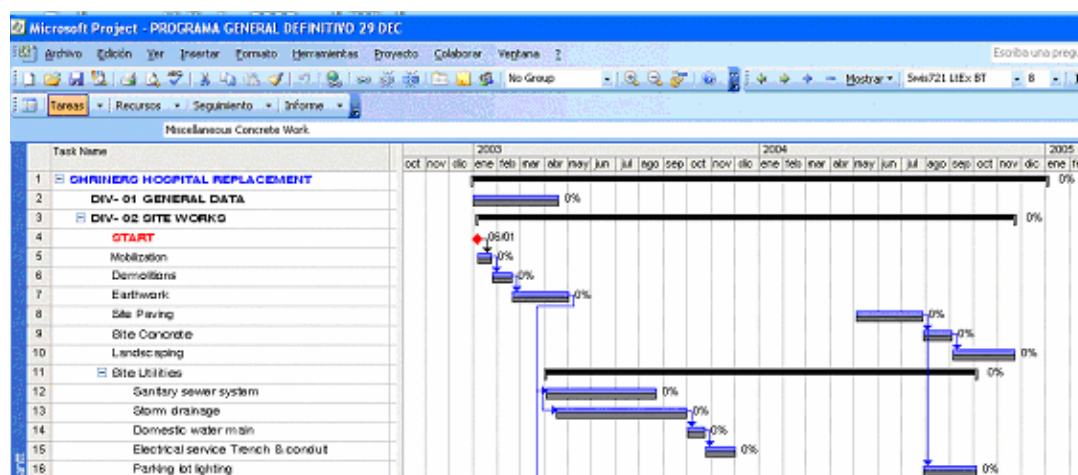 Microsoft Project - PROGRAMA GENERAL DEFINITIVO 29 DEC
Archivo Edición Ver Insertar Formato Herramientas Proyecto Colaborar Ventana ? Escriba una pregu
No Group Mostrar Swis721 LtEx BT 8
Tareas Recursos Seguimiento Informe
Miscellaneous Concrete Work
Task Name 2003 2004 2005
oct nov dic ene feb mar abr may jun jul ago sep oct nov dic ene feb mar abr may jun jul ago sep oct nov dic ene
1 SHRINERS HOSPITAL REPLACEMENT 0%
2 DIV- 01 GENERAL DATA 0%
3 DIV- 02 SITE WORKS 0%
4 START 06/01
5 Mobilization 0%
6 Demolitions 0%
7 Earthwork 0%
8 Site Paving 0%
9 Site Concrete 0%
10 Landscaping 0%
11 Site Utilities 0%
12 Sanitary sewer system 0%
13 Storm drainage 0%
14 Domestic water main 0%
15 Electrical service Trench & conduit 0%
16 Parking lot lighting 0%